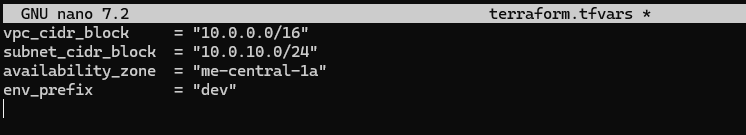 GNU nano 7.2 terraform.tfvars *
vpc_cidr_block = "10.0.0.0/16"
subnet_cidr_block = "10.0.10.0/24"
availability_zone = "me-central-1a"
env_prefix = "dev"